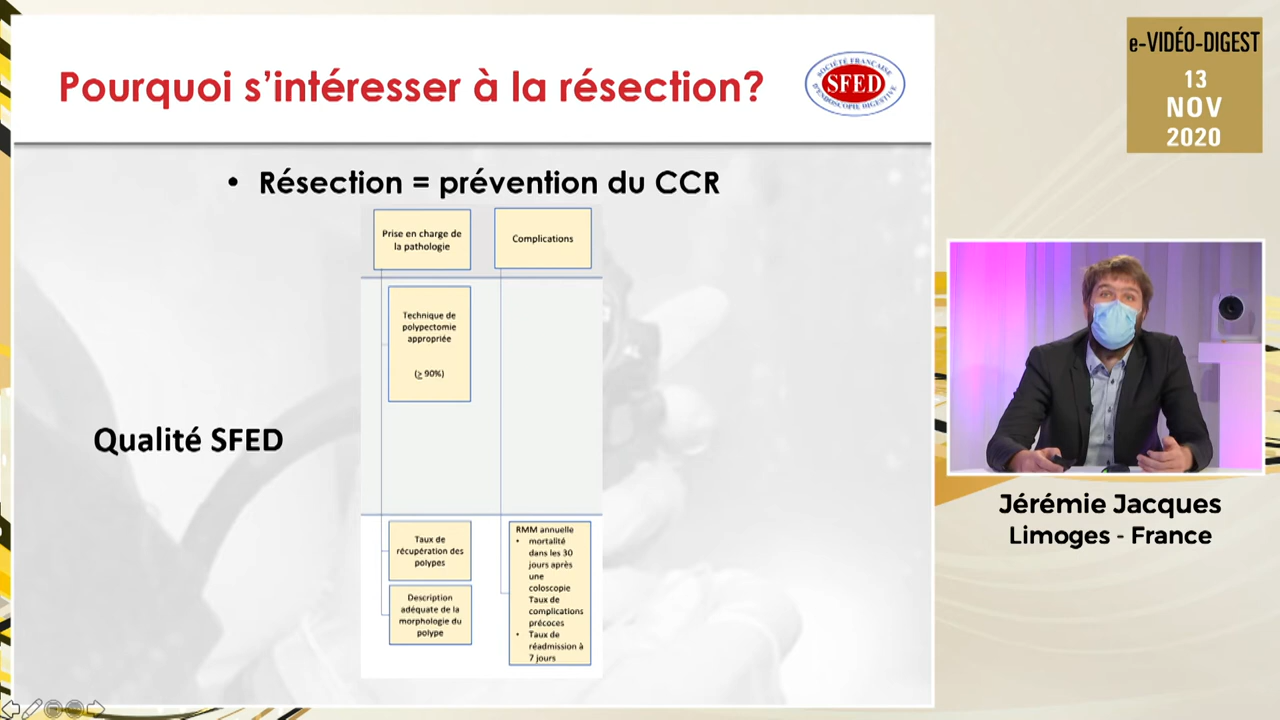 Pourquoi s'intéresser à la résection?
SOCIÉTÉ FRANÇAISE
SFED
D'ENDOSCOPIE DIGESTIVE
e-VIDÉO-DIGEST
13
NOV
2020
• Résection = prévention du CCR
Prise en charge de
la pathologie
Complications
Technique de
polypectomie
appropriée
(≥ 90%)
Qualité SFED
Taux de
récupération des
polypes
Description
adéquate de la
morphologie du
polype
RMM annuelle
• mortalité
dans les 30
jours après
une
coloscopie
Taux de
complications
précoces
• Taux de
réadmission à
7 jours
Jérémie Jacques
Limoges - France